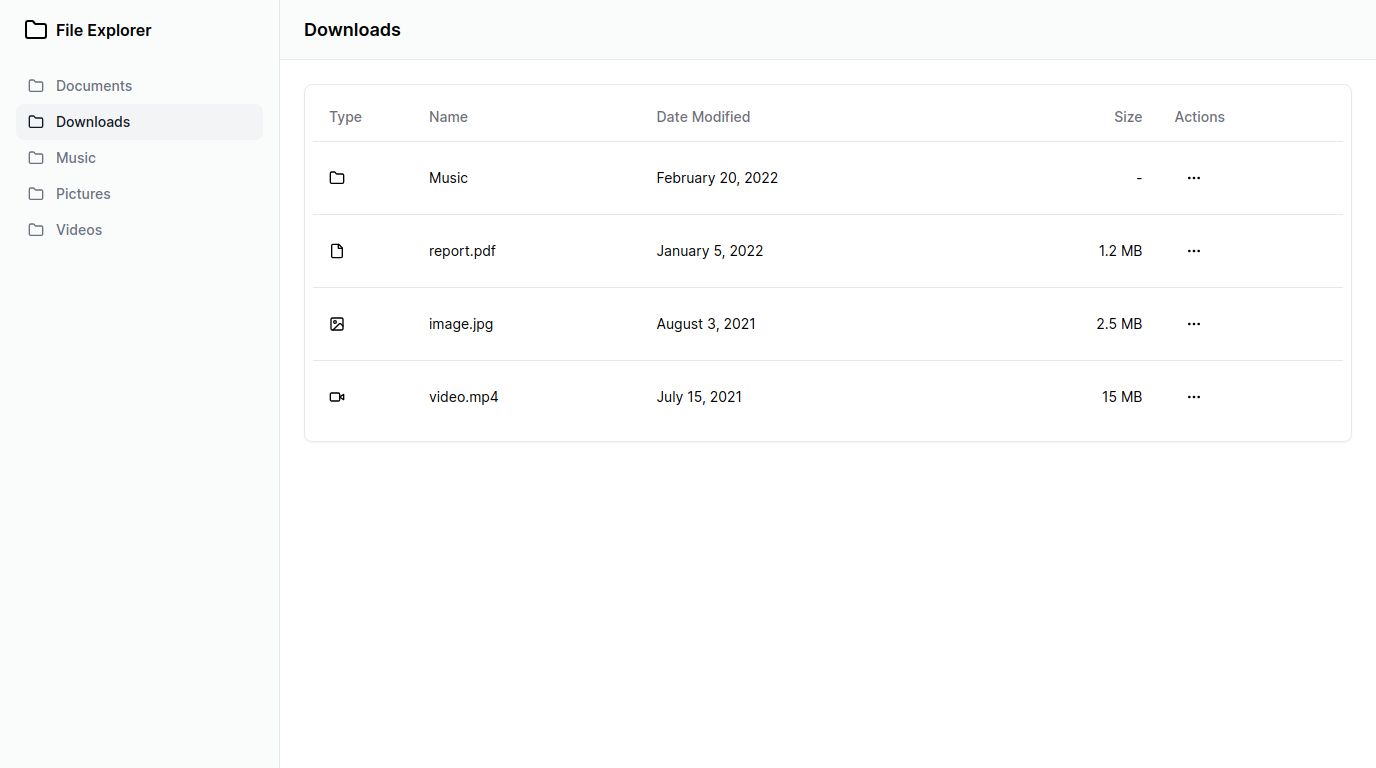 File Explorer
Documents
Downloads
Music
Pictures
Videos
Downloads
Type Name Date Modified Size Actions
Music February 20, 2022 -
report.pdf January 5, 2022 1.2 MB
image.jpg August 3, 2021 2.5 MB
video.mp4 July 15, 2021 15 MB